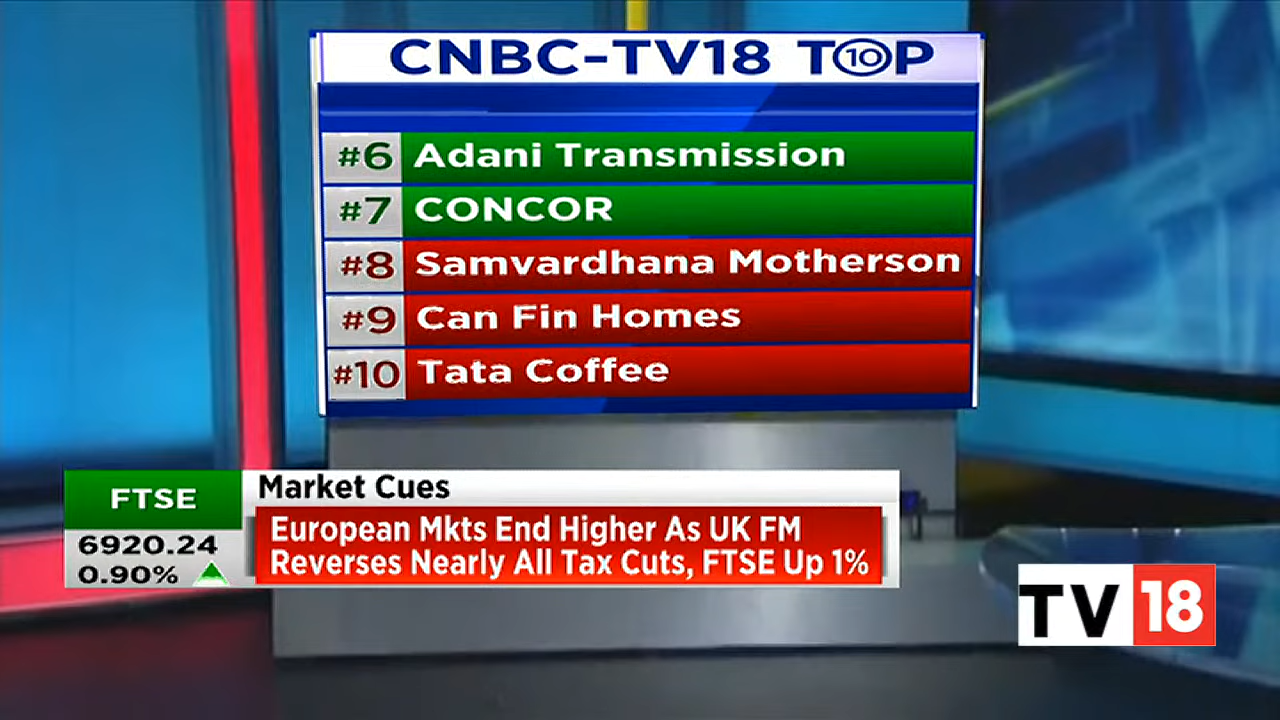 CNBC-TV18 TOP 10
#6 Adani Transmission
#7 CONCOR
#8 Samvardhana Motherson
#9 Can Fin Homes
#10 Tata Coffee
FTSE
6920.24
0.90%
Market Cues
European Mkts End Higher As UK FM
Reverses Nearly All Tax Cuts, FTSE Up 1%
TV18